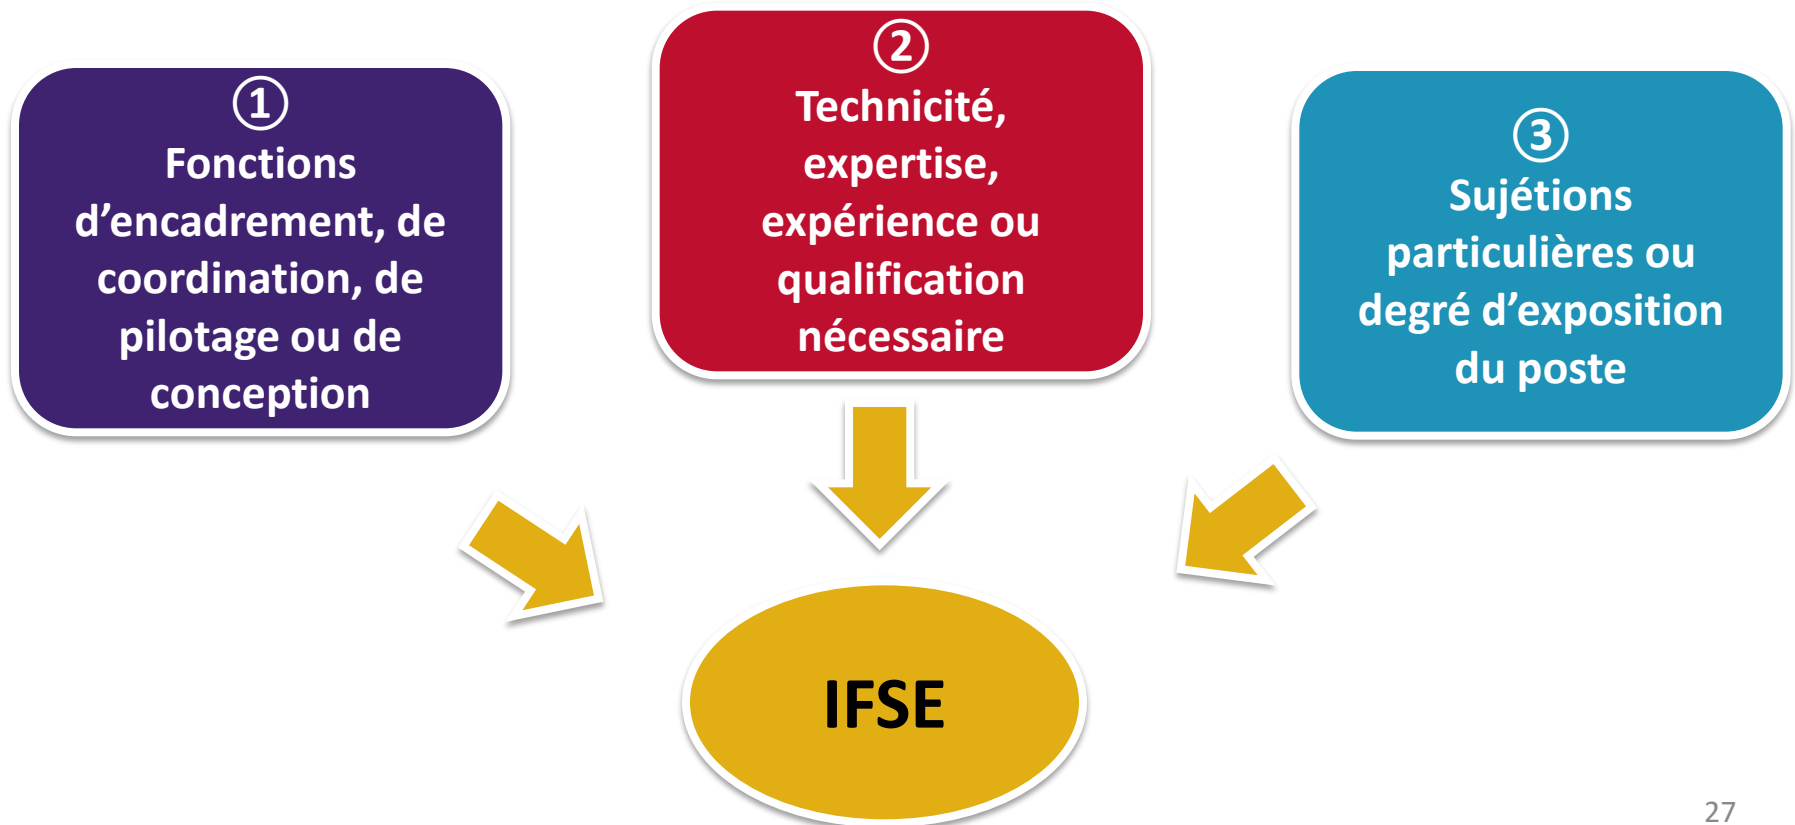 ①
Fonctions
d’encadrement, de
coordination, de
pilotage ou de
conception
②
Technicité,
expertise,
expérience ou
qualification
nécessaire
③
Sujétions
particulières ou
degré d’exposition
du poste
IFSE
27